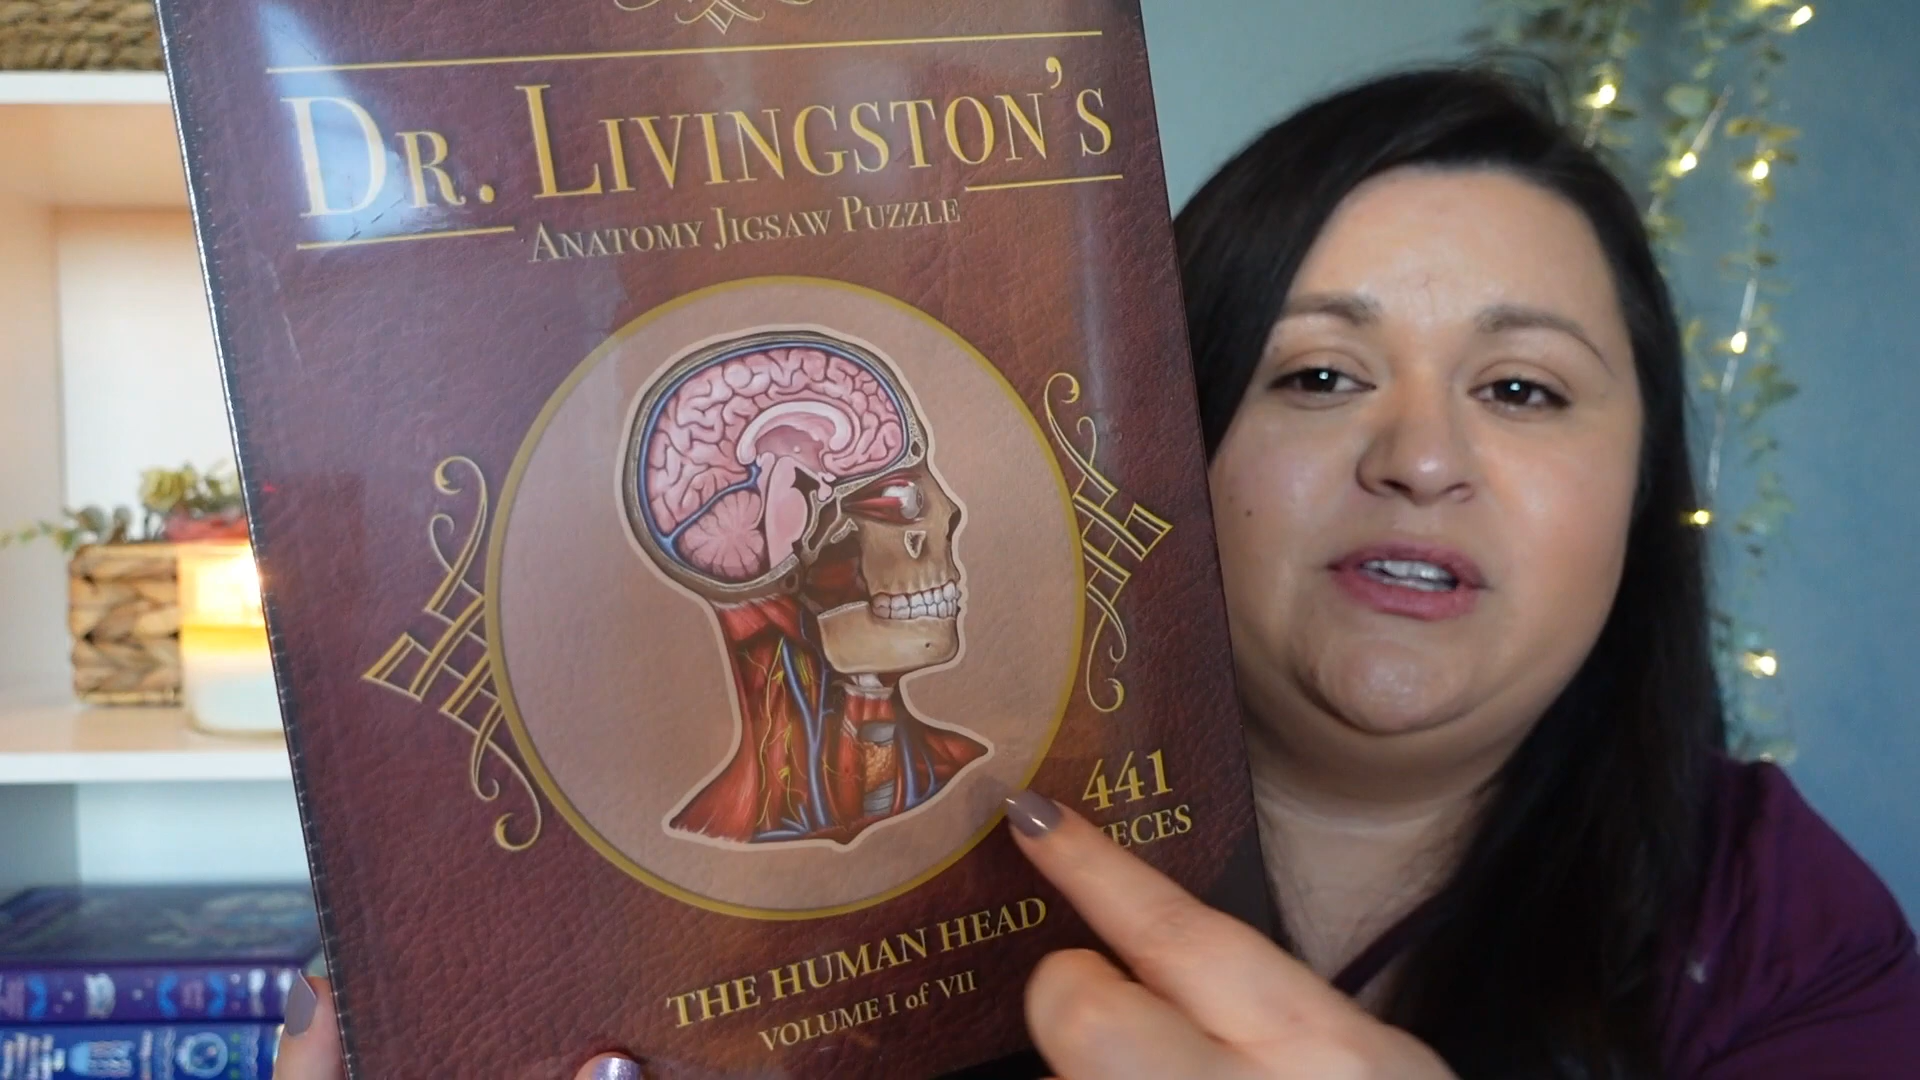 DR. LIVINGSTON'S
ANATOMY JIGSAW PUZZLE
441
THE HUMAN HEAD
VOLUME I of VII